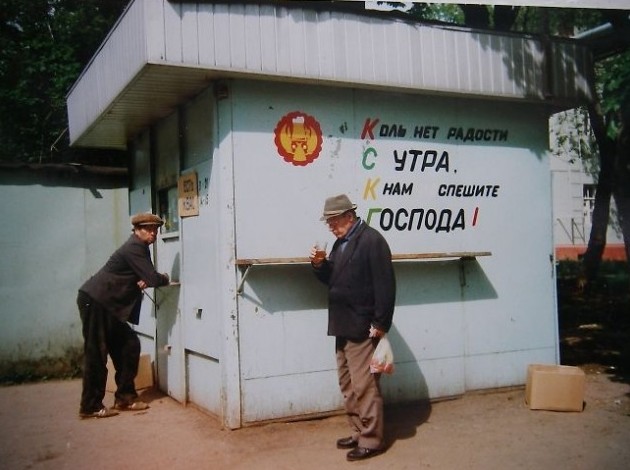 Коль нет радости
С утра,
К нам спешите
Господа!